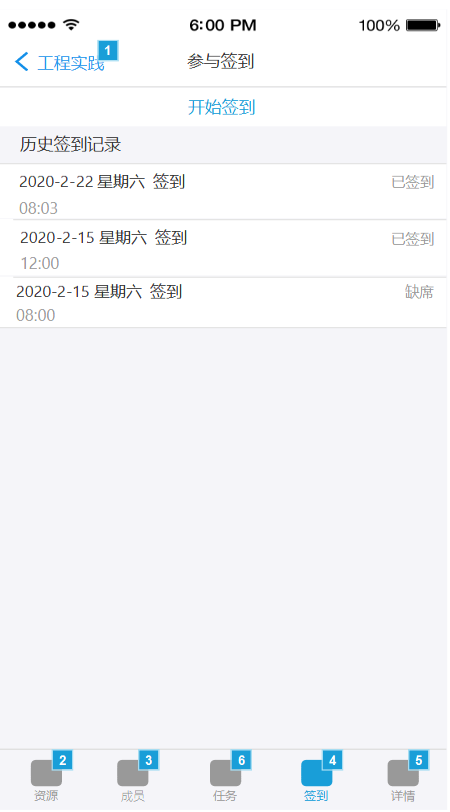 6:00 PM 100%
工程实践 1 参与签到
开始签到
历史签到记录
2020-2-22 星期六 签到 已签到
08:03
2020-2-15 星期六 签到 已签到
12:00
2020-2-15 星期六 签到 缺席
08:00
2 3 6 4 5
资源 成员 任务 签到 详情